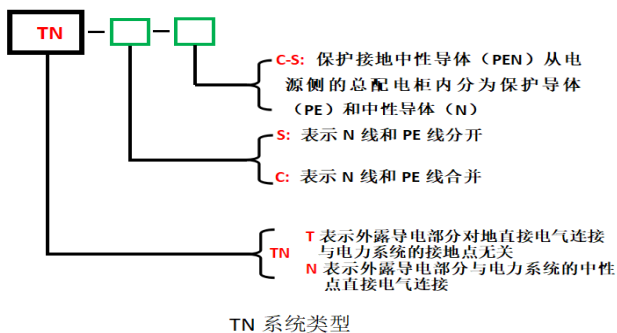 TN
C-S: 保护接地中性导体（PEN）从电
源侧的总配电柜内分为保护导体
（PE）和中性导体（N）
S: 表示 N 线和 PE 线分开
C: 表示 N 线和 PE 线合并
TN
T 表示外露导电部分对地直接电气连接
与电力系统的接地点无关
N 表示外露导电部分与电力系统的中性
点直接电气连接
TN 系统类型